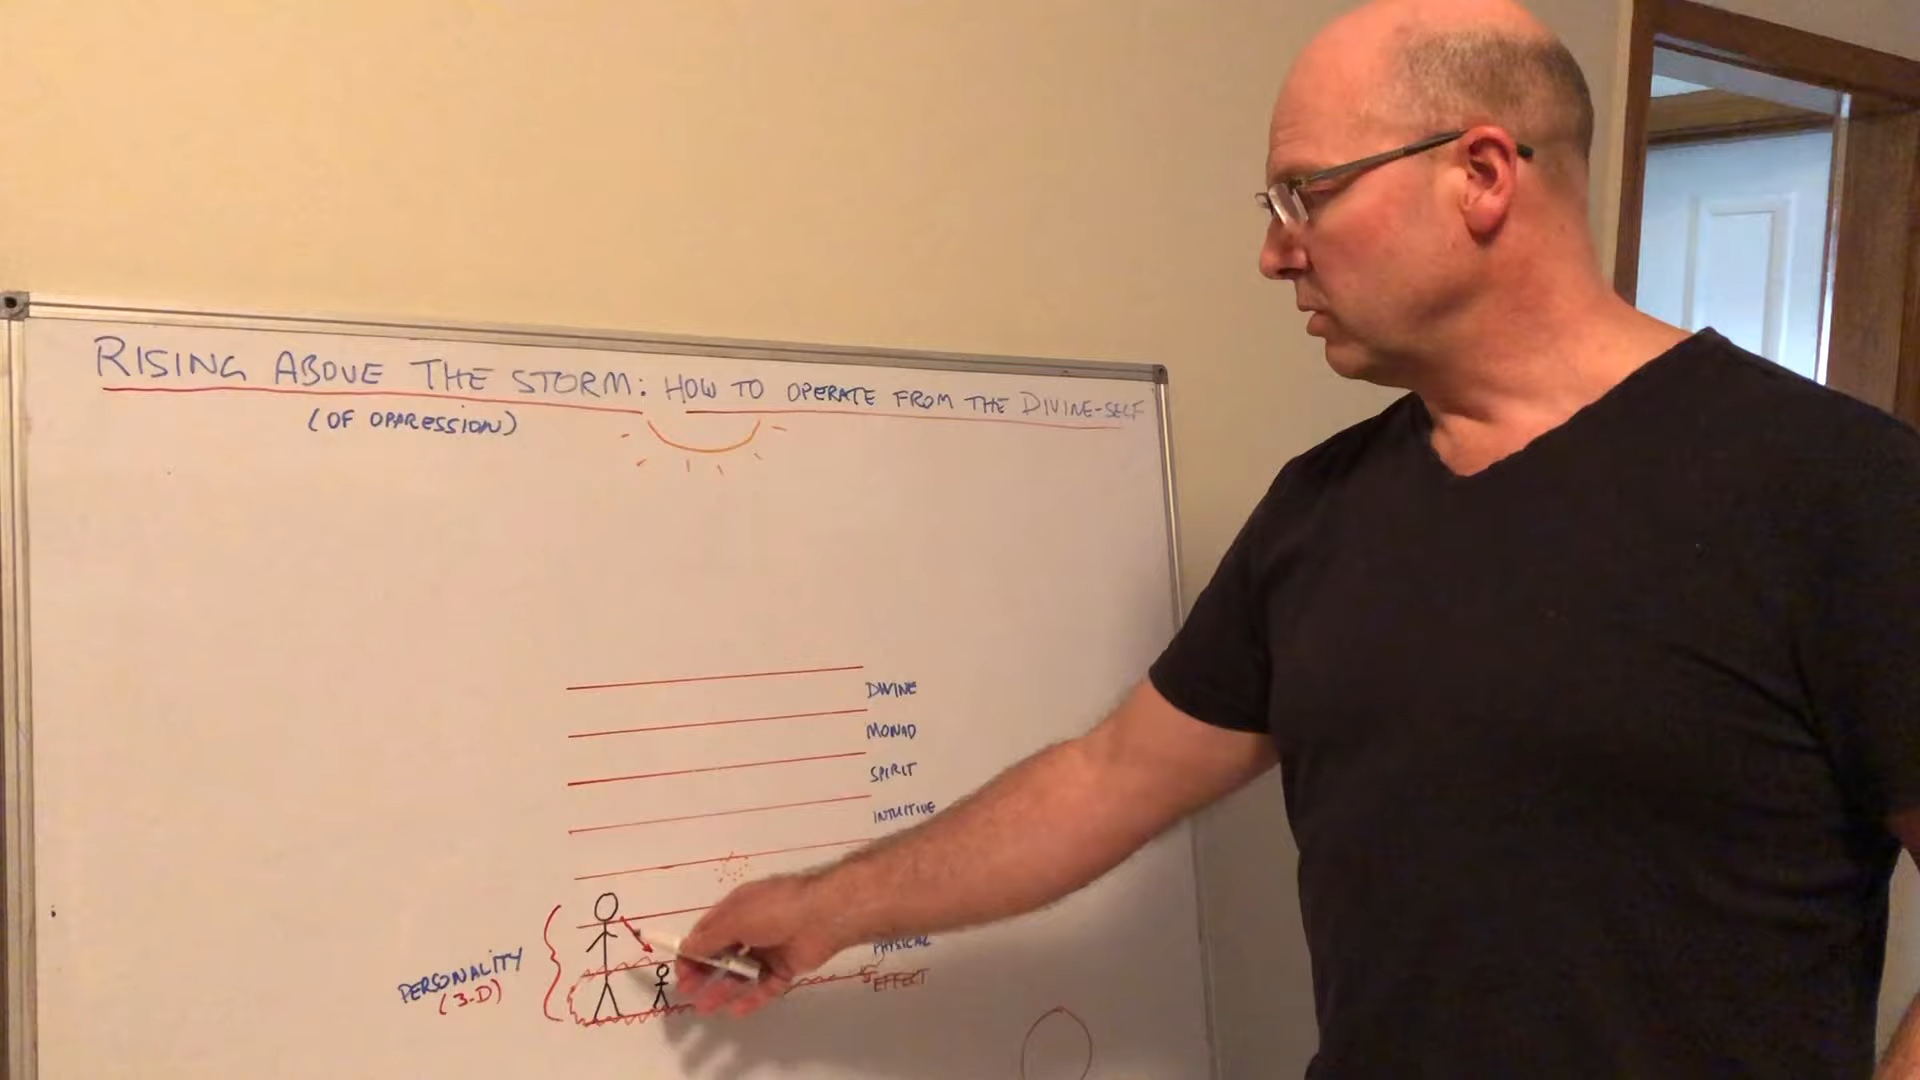 RISING ABOVE THE STORM: HOW TO OPERATE FROM THE DIVINE-SELF
(OF OPPRESSION)
DIVINE
MONAD
SPIRIT
INTUITIVE
PHYSICAL
EFFECT
PERSONALITY
(3-D)